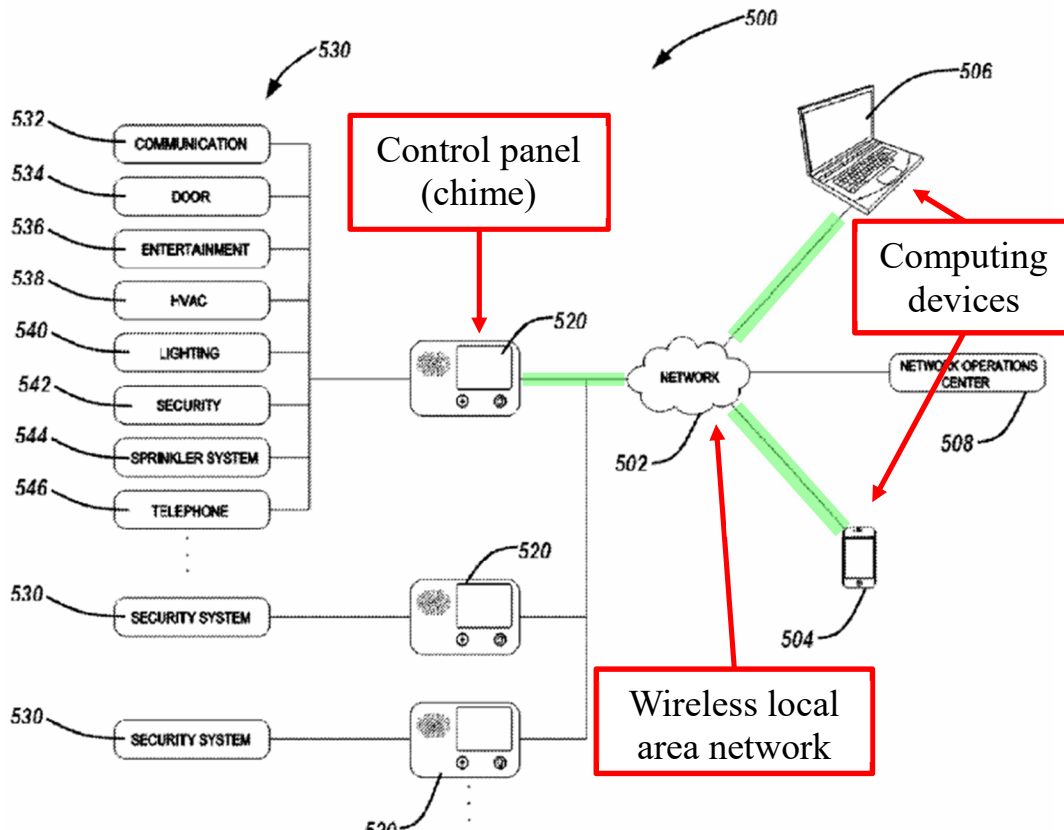 500
530
506
532
COMMUNICATION
Control panel
(chime)
534
DOOR
536
ENTERTAINMENT
Computing
devices
538
HVAC
520
540
LIGHTING
NETWORK
NETWORK OPERATIONS
CENTER
542
SECURITY
502
508
544
SPRINKLER SYSTEM
546
TELEPHONE
520
530
SECURITY SYSTEM
504
Wireless local
area network
530
SECURITY SYSTEM
520